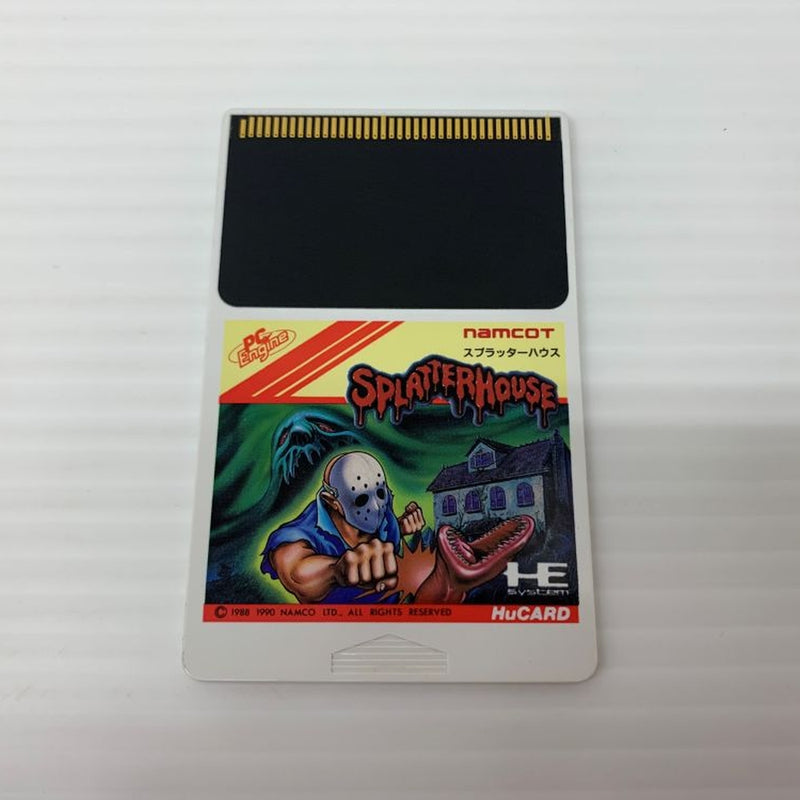 PC Engine
namcoT
スプラッターハウス
SPLATTERHOUSE
HE
system
© 1988 1990 NAMCO LTD., ALL RIGHTS RESERVED
HuCARD